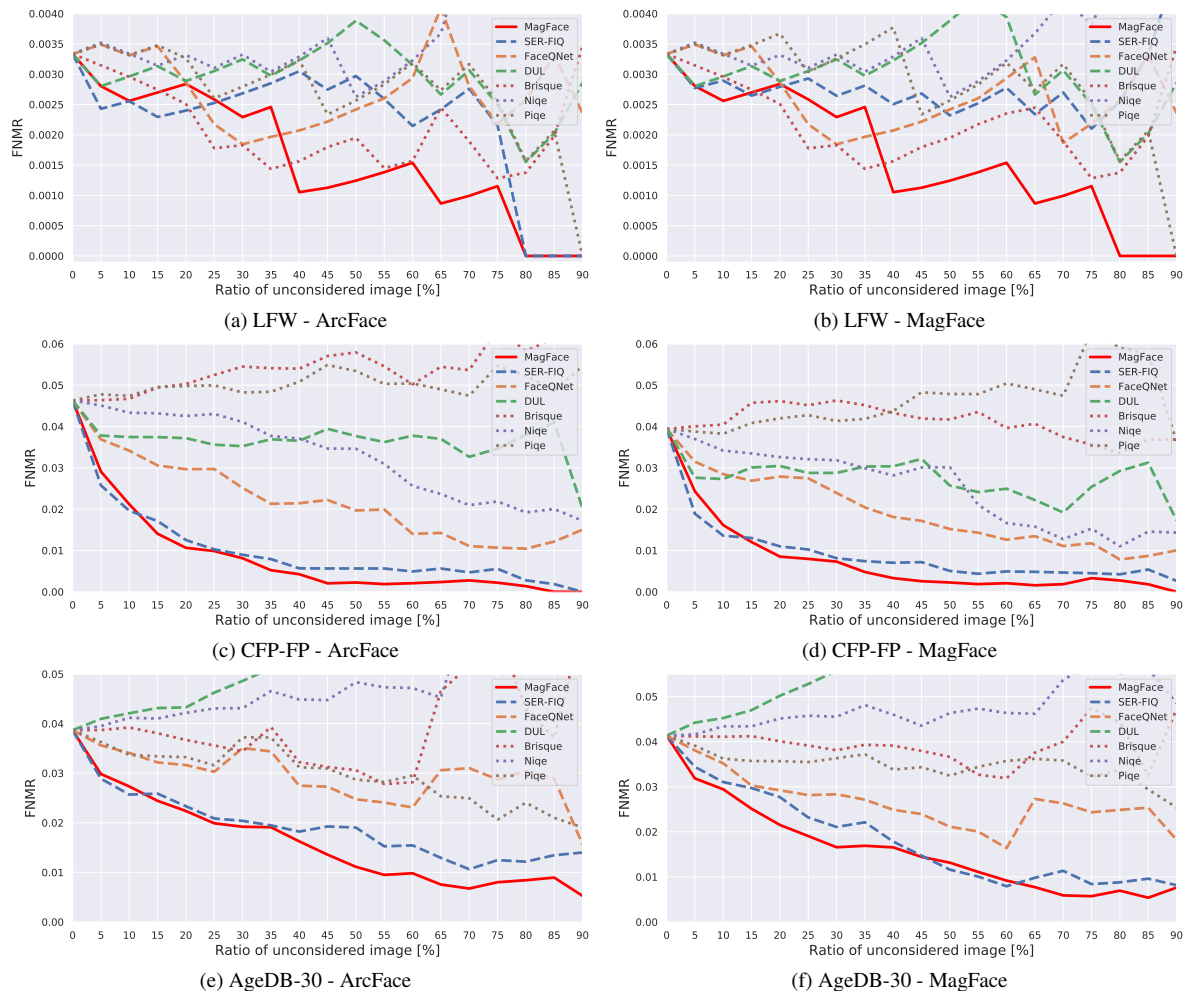 0.0040
0.0035
0.0030
0.0025
0.0020
0.0015
0.0010
0.0005
0.0000
FNMR
0 5 10 15 20 25 30 35 40 45 50 55 60 65 70 75 80 85 90
Ratio of unconsidered image [%]
MagFace
SER-FIQ
FaceQNet
DUL
Brisque
Niqe
Piqe
(a) LFW - ArcFace
0.0040
0.0035
0.0030
0.0025
0.0020
0.0015
0.0010
0.0005
0.0000
FNMR
0 5 10 15 20 25 30 35 40 45 50 55 60 65 70 75 80 85 90
Ratio of unconsidered image [%]
MagFace
SER-FIQ
FaceQNet
DUL
Brisque
Niqe
Piqe
(b) LFW - MagFace
0.06
0.05
0.04
0.03
0.02
0.01
0.00
FNMR
0 5 10 15 20 25 30 35 40 45 50 55 60 65 70 75 80 85 90
Ratio of unconsidered image [%]
MagFace
SER-FIQ
FaceQNet
DUL
Brisque
Niqe
Piqe
(c) CFP-FP - ArcFace
0.06
0.05
0.04
0.03
0.02
0.01
0.00
FNMR
0 5 10 15 20 25 30 35 40 45 50 55 60 65 70 75 80 85 90
Ratio of unconsidered image [%]
MagFace
SER-FIQ
FaceQNet
DUL
Brisque
Niqe
Piqe
(d) CFP-FP - MagFace
0.05
0.04
0.03
0.02
0.01
0.00
FNMR
0 5 10 15 20 25 30 35 40 45 50 55 60 65 70 75 80 85 90
Ratio of unconsidered image [%]
MagFace
SER-FIQ
FaceQNet
DUL
Brisque
Niqe
Piqe
(e) AgeDB-30 - ArcFace
0.05
0.04
0.03
0.02
0.01
0.00
FNMR
0 5 10 15 20 25 30 35 40 45 50 55 60 65 70 75 80 85 90
Ratio of unconsidered image [%]
MagFace
SER-FIQ
FaceQNet
DUL
Brisque
Niqe
Piqe
(f) AgeDB-30 - MagFace